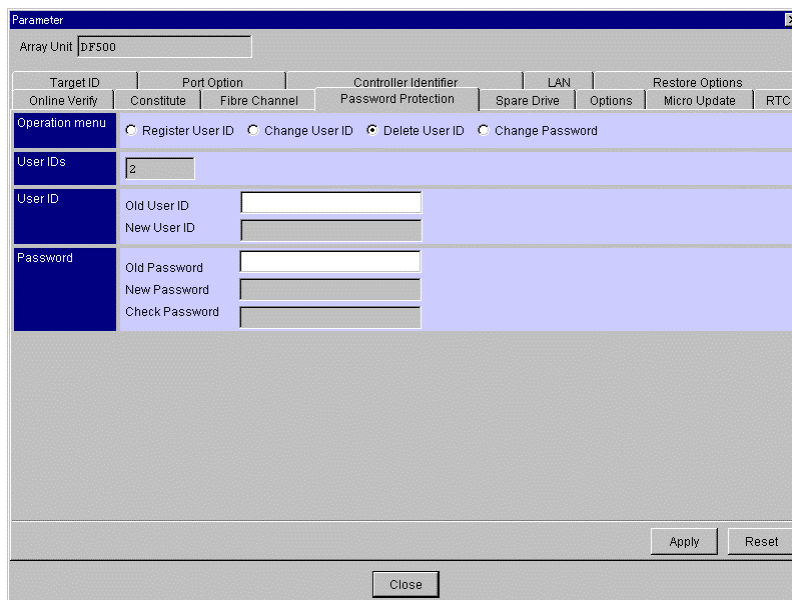 Parameter
Array Unit DF500
Target ID Port Option Controller Identifier LAN Restore Options
Online Verify Constitute Fibre Channel Password Protection Spare Drive Options Micro Update RTC
Operation menu Register User ID Change User ID Delete User ID Change Password
User IDs 2
User ID Old User ID
New User ID
Password Old Password
New Password
Check Password
Apply Reset
Close